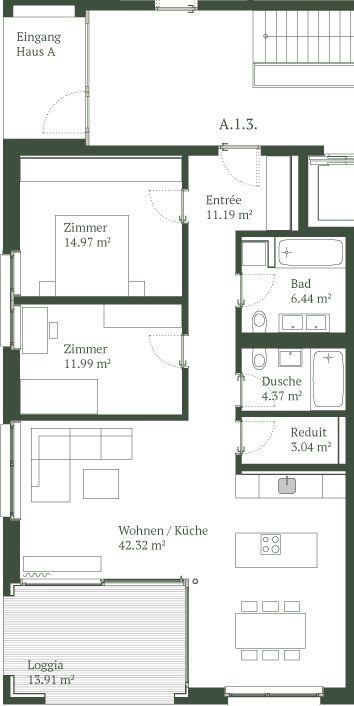 Eingang
Haus A
A.1.3.
Entrée
11.19 m²
Zimmer
14.97 m²
Bad
6.44 m²
Zimmer
11.99 m²
Dusche
4.37 m²
Reduit
3.04 m²
Wohnen / Küche
42.32 m²
Loggia
13.91 m²